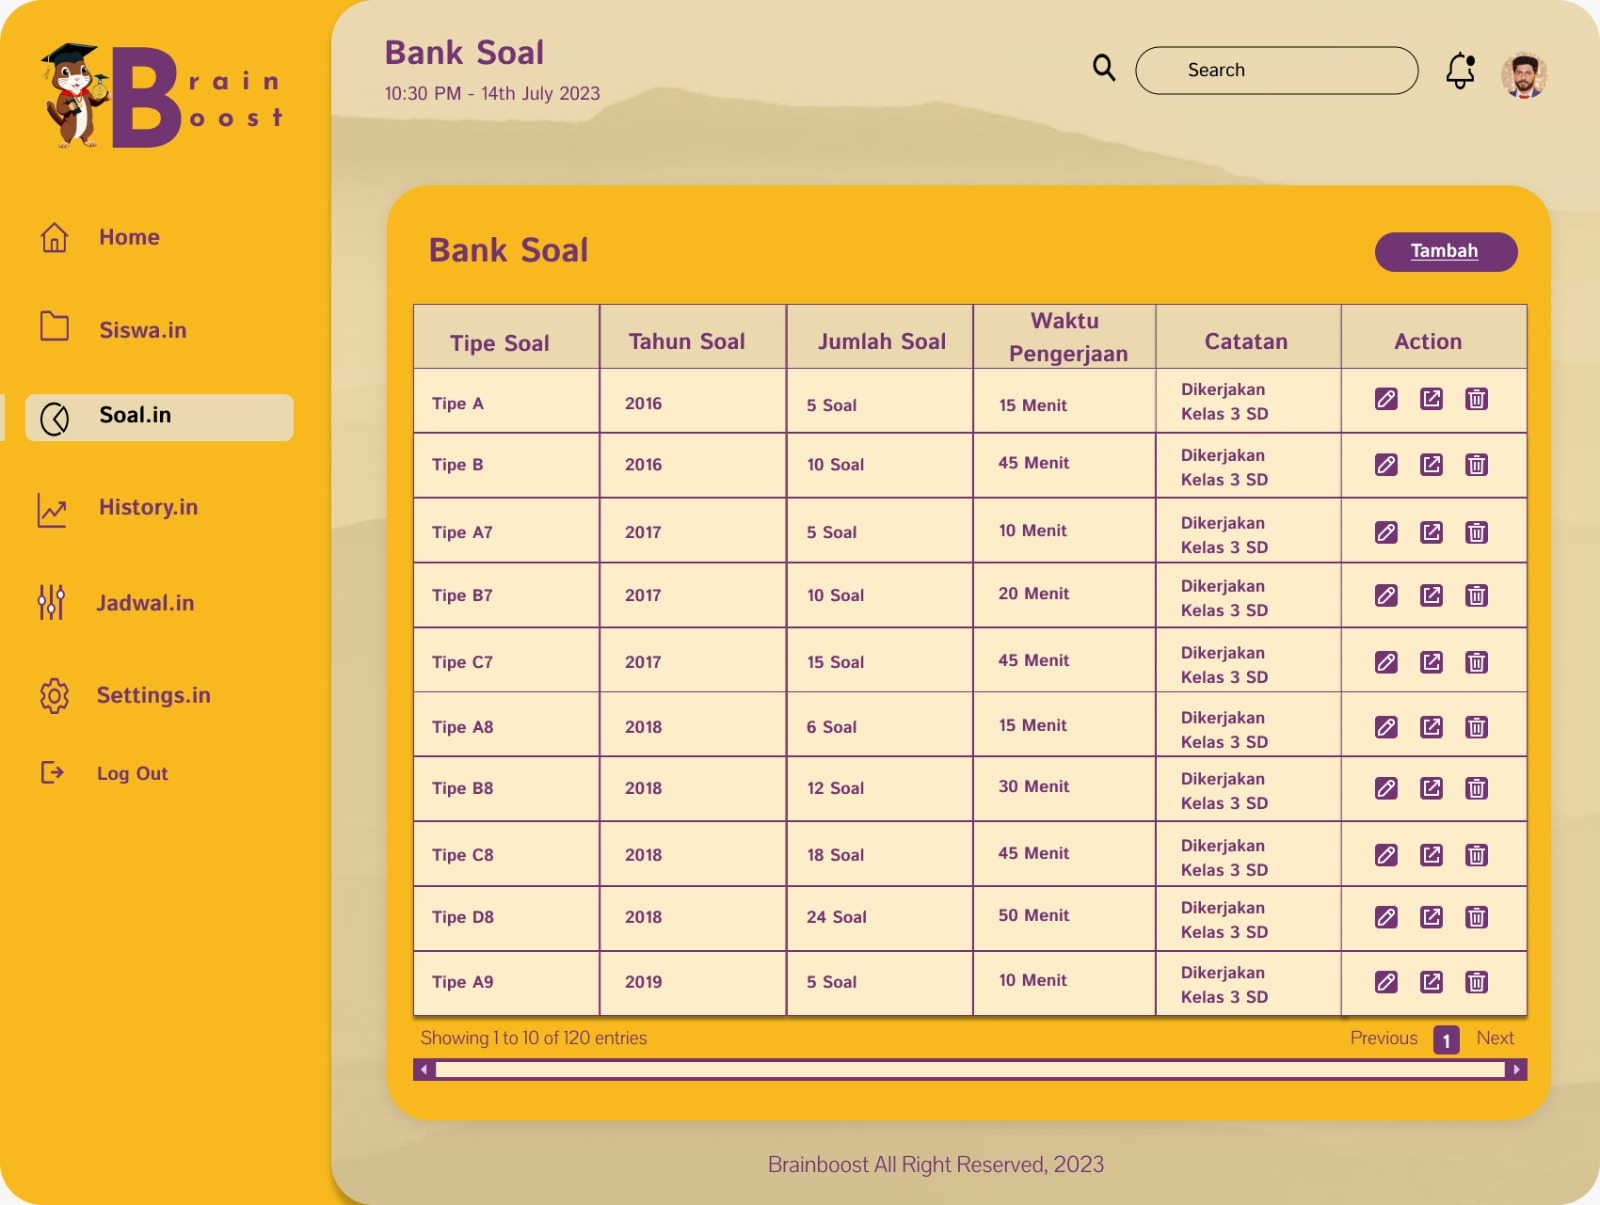 Brain
Boost
Home
Siswa.in
Soal.in
History.in
Jadwal.in
Settings.in
Log Out
Bank Soal
10:30 PM - 14th July 2023
Search
Bank Soal
Tambah
Tipe Soal Tahun Soal Jumlah Soal Waktu Pengerjaan Catatan Action
Tipe A 2016 5 Soal 15 Menit Dikerjakan Kelas 3 SD
Tipe B 2016 10 Soal 45 Menit Dikerjakan Kelas 3 SD
Tipe A7 2017 5 Soal 10 Menit Dikerjakan Kelas 3 SD
Tipe B7 2017 10 Soal 20 Menit Dikerjakan Kelas 3 SD
Tipe C7 2017 15 Soal 45 Menit Dikerjakan Kelas 3 SD
Tipe A8 2018 6 Soal 15 Menit Dikerjakan Kelas 3 SD
Tipe B8 2018 12 Soal 30 Menit Dikerjakan Kelas 3 SD
Tipe C8 2018 18 Soal 45 Menit Dikerjakan Kelas 3 SD
Tipe D8 2018 24 Soal 50 Menit Dikerjakan Kelas 3 SD
Tipe A9 2019 5 Soal 10 Menit Dikerjakan Kelas 3 SD
Showing 1 to 10 of 120 entries
Previous 1 Next
Brainboost All Right Reserved, 2023